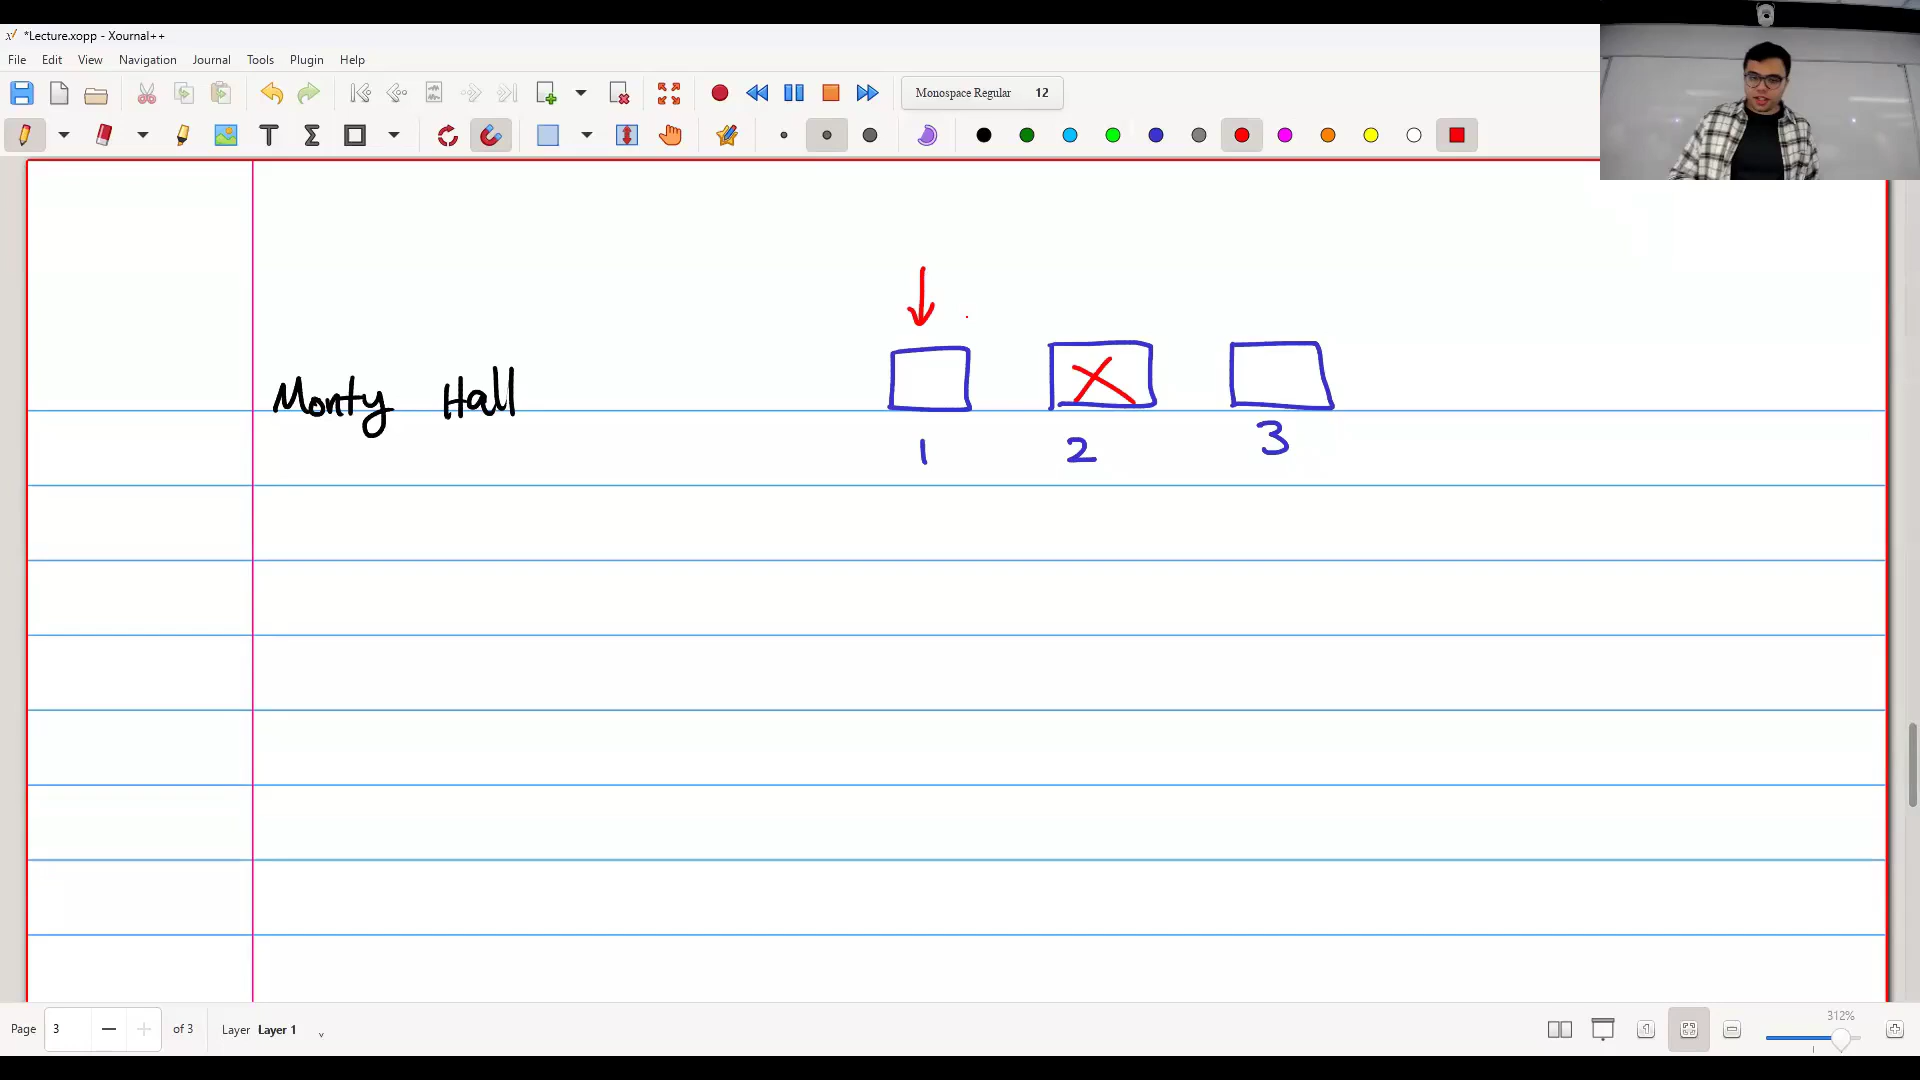 *Lecture.xopp - Xournal++
File Edit View Navigation Journal Tools Plugin Help
Monospace Regular 12
Monty Hall
1 2 3
Page 3 of 3 Layer Layer 1
312%